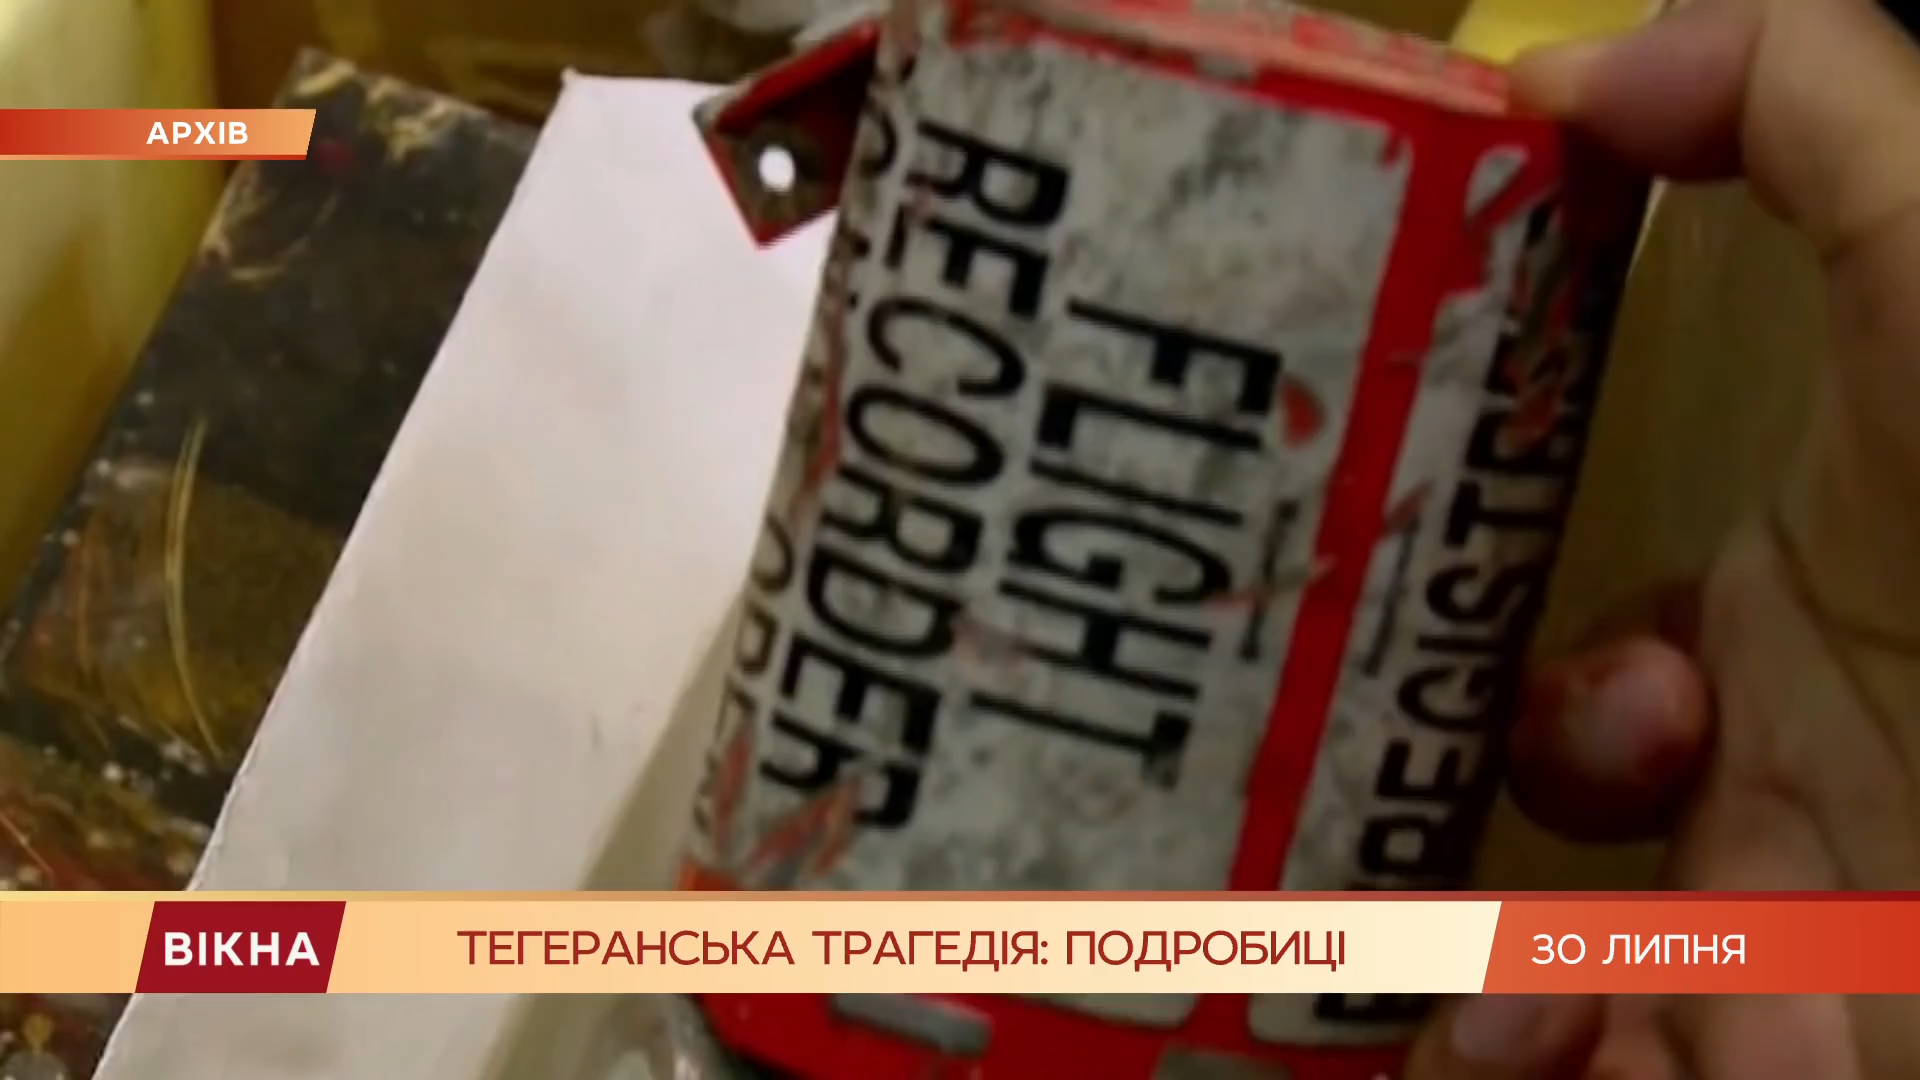 АРХІВ
FLIGHT
RECORDER
ВІКНА
ТЕГЕРАНСЬКА ТРАГЕДІЯ: ПОДРОБИЦІ
30 ЛИПНЯ